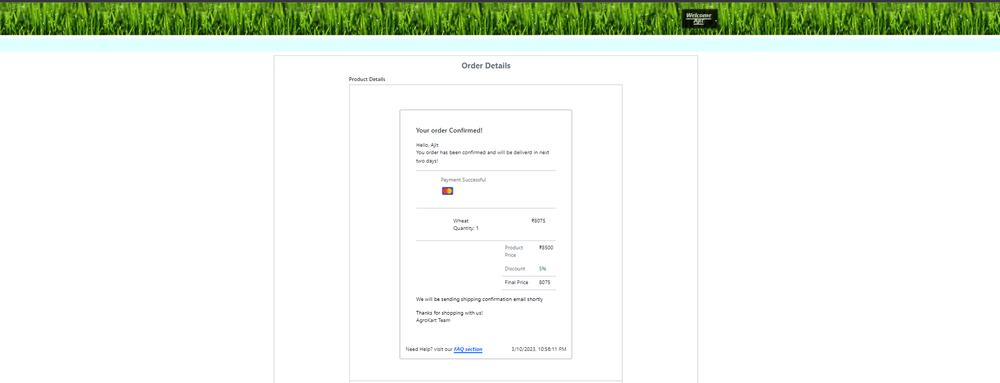 Welcome
Ajit
Order Details
Product Details
Your order Confirmed!
Hello, Ajit
You order has been confirmed and will be deliverd in next
two days!
Payment Successful
Wheat ₹8075
Quantity: 1
Product ₹8500
Price
Discount 5%
Final Price 8075
We will be sending shipping confirmation email shortly
Thanks for shopping with us!
AgroKart Team
Need Help? visit our FAQ section 3/10/2023, 10:56:11 PM